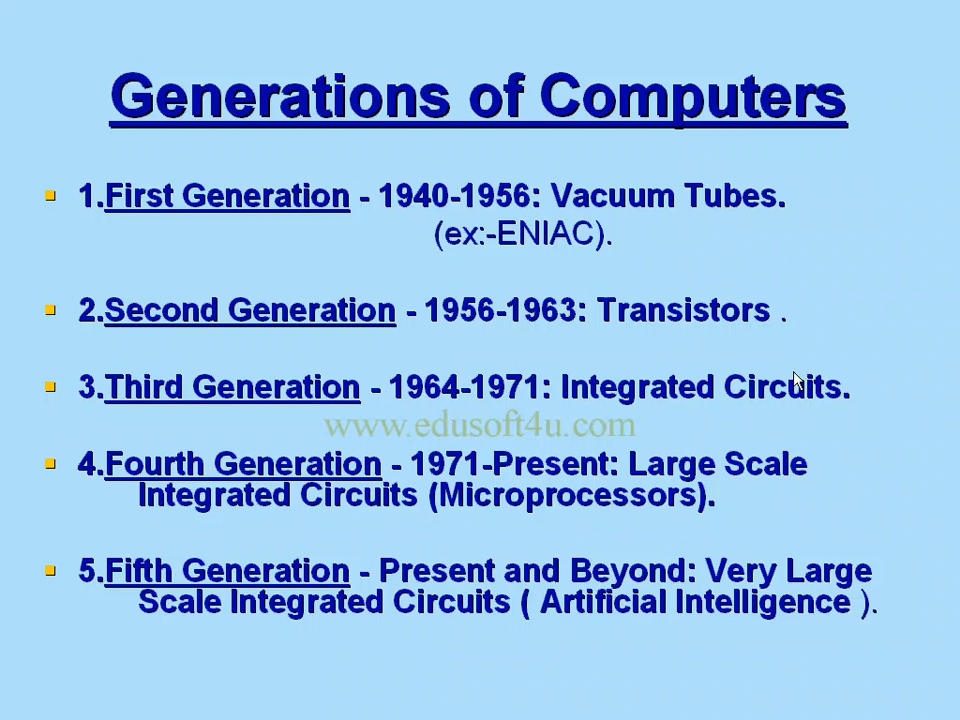 Generations of Computers
1.First Generation - 1940-1956: Vacuum Tubes.
(ex:-ENIAC).
2.Second Generation - 1956-1963: Transistors .
3.Third Generation - 1964-1971: Integrated Circuits.
www.edusoft4u.com
4.Fourth Generation - 1971-Present: Large Scale
Integrated Circuits (Microprocessors).
5.Fifth Generation - Present and Beyond: Very Large
Scale Integrated Circuits ( Artificial Intelligence ).